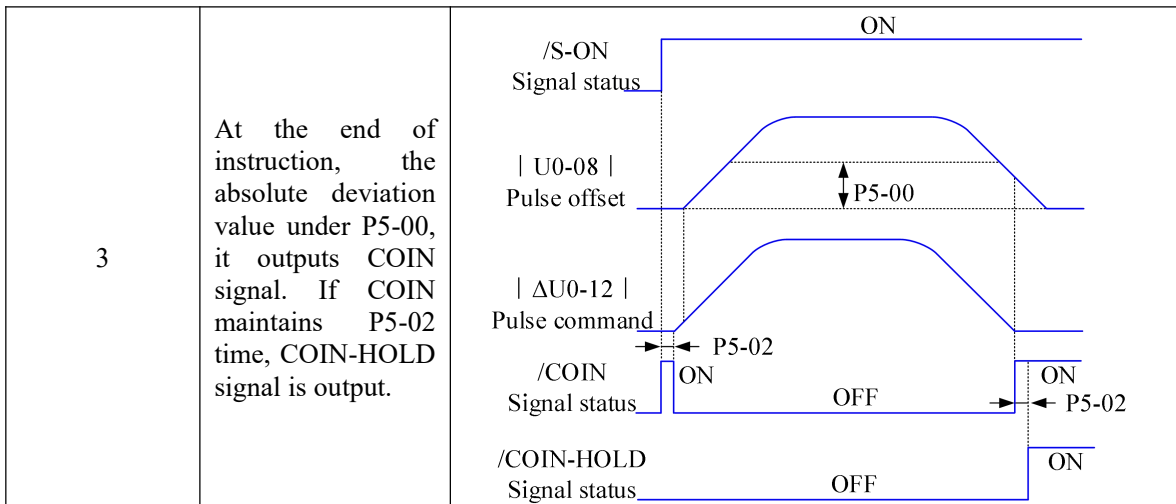 3
At the end of
instruction, the
absolute deviation
value under P5-00,
it outputs COIN
signal. If COIN
maintains P5-02
time, COIN-HOLD
signal is output.
ON
/S-ON
Signal status
| U0-08 |
Pulse offset
P5-00
| ΔU0-12 |
Pulse command
P5-02
/COIN
Signal status
ON
OFF
ON
P5-02
/COIN-HOLD
Signal status
OFF
ON